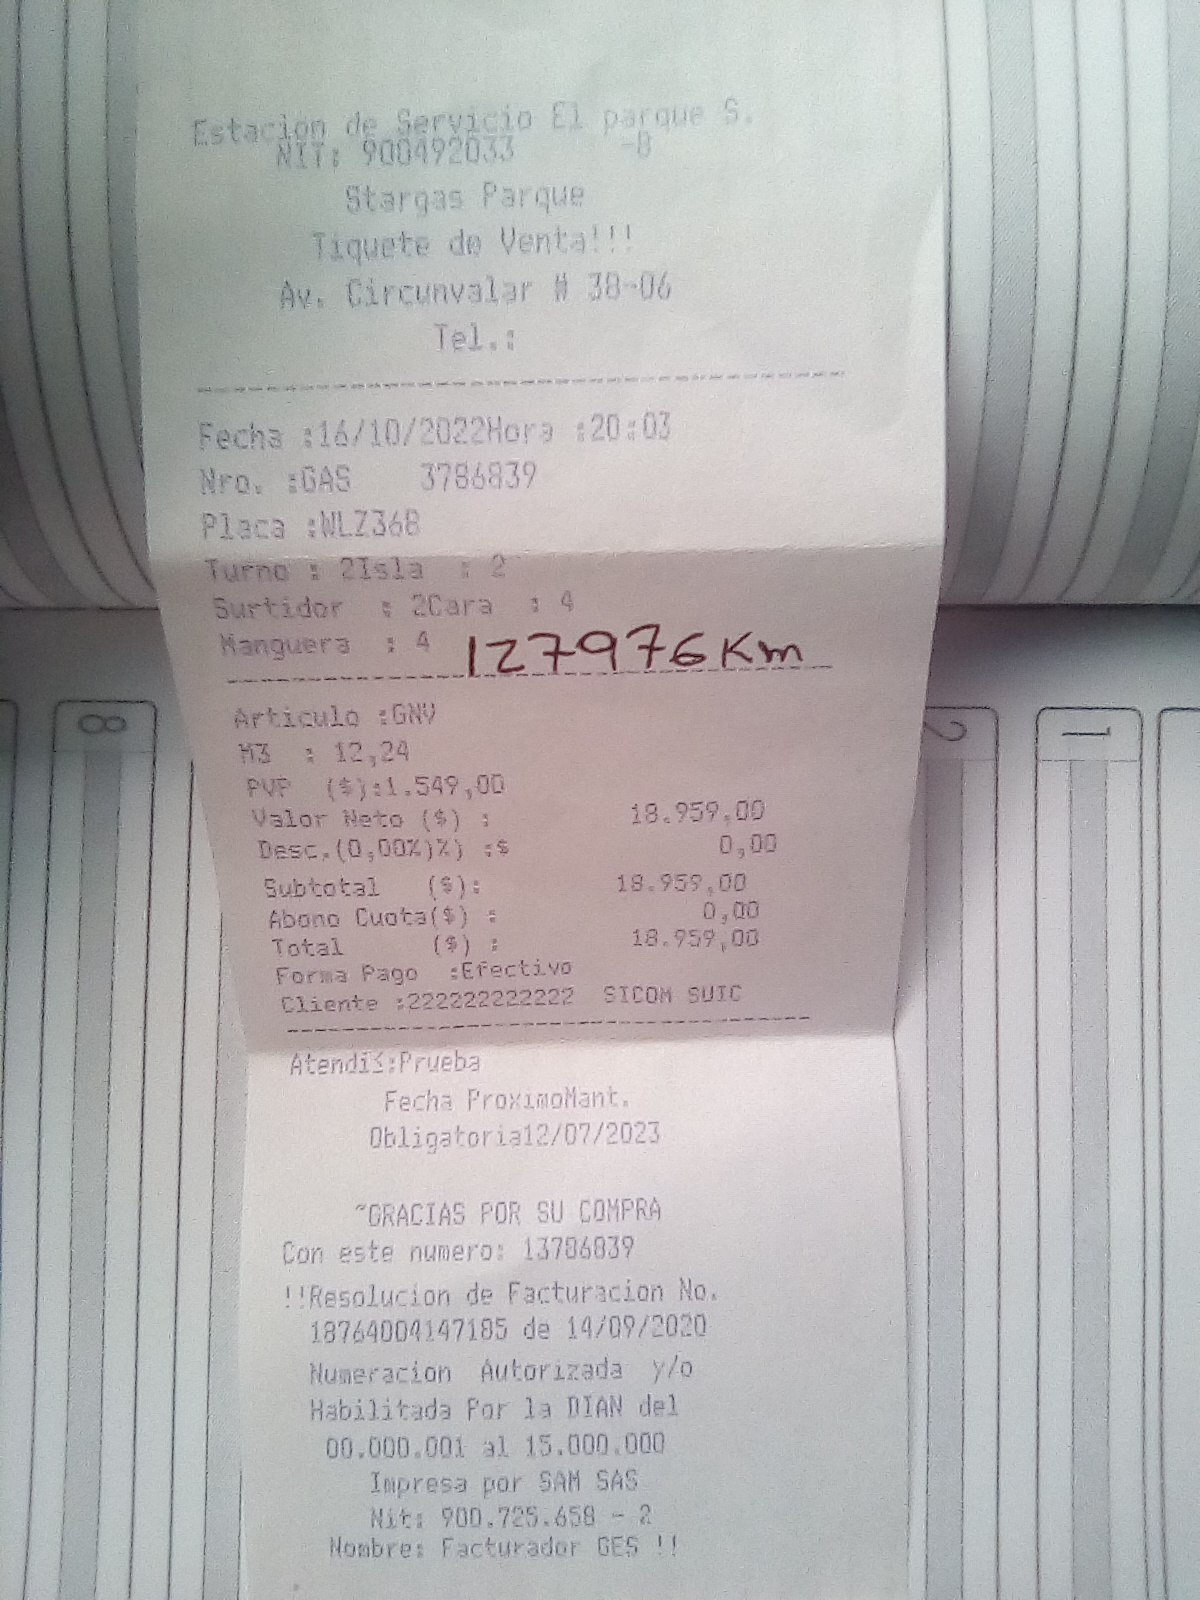 Estacion de Servicio El parque S.
NIT: 900492033 -8
Stargas Parque
Tiquete de Venta!!!
Av. Circunvalar # 38-06
Tel.:
Fecha :16/10/2022Hora :20:03
Nro. :GAS 3786839
Placa :WLZ368
Turno : 2Isla : 2
Surtidor : 2Cara : 4
Manguera : 4
127976Km
Articulo :GNV
M3 : 12,24
PVP ($):1.549,00
Valor Neto ($) : 18.959,00
Desc.(0,00%)%) :$ 0,00
Subtotal ($): 18.959,00
Abono Cuota($) : 0,00
Total ($) : 18.959,00
Forma Pago :Efectivo
Cliente :222222222222 SICOM SUIC
:Prueba
Fecha ProximoMant.
Obligatoria12/07/2023
~GRACIAS POR SU COMPRA
Con este numero: 13786839
!!Resolucion de Facturacion No.
18764004147185 de 14/09/2020
Numeracion Autorizada y/o
Habilitada Por la DIAN del
00.000.001 al 15.000.000
Impresa por SAM SAS
Nit: 900.725.658 - 2
Nombre: Facturador GES !!
8
2
1